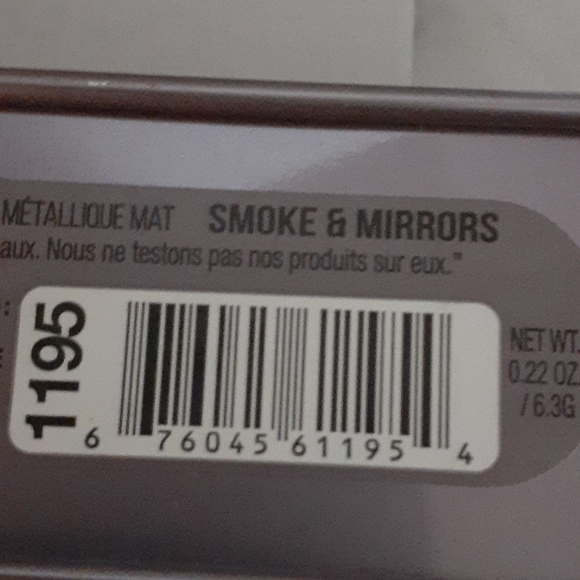 MÉTALLIQUE MAT SMOKE & MIRRORS
aux. Nous ne testons pas nos produits sur eux."
1195
6 76045 61195 4
NET WT.
0.22 OZ
/ 6.3G